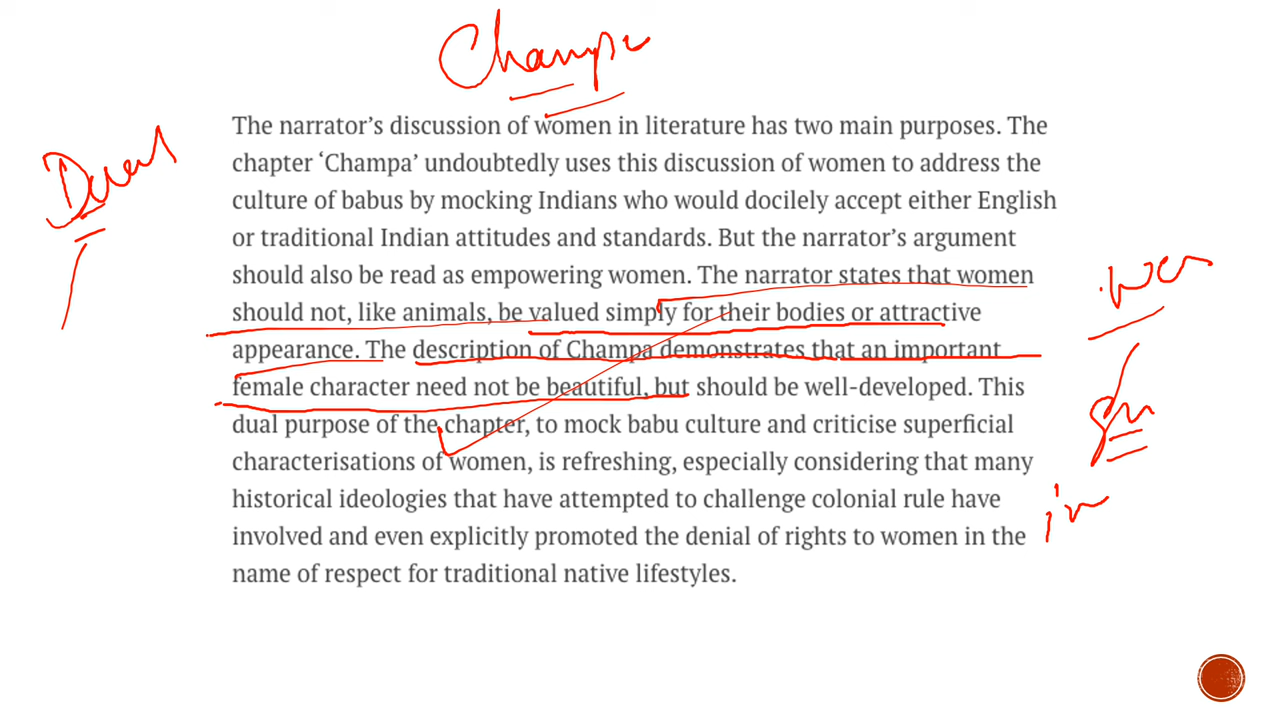 Champa
The narrator’s discussion of women in literature has two main purposes. The
chapter ‘Champa’ undoubtedly uses this discussion of women to address the
culture of babus by mocking Indians who would docilely accept either English
or traditional Indian attitudes and standards. But the narrator’s argument
should also be read as empowering women. The narrator states that women
should not, like animals, be valued simply for their bodies or attractive
appearance. The description of Champa demonstrates that an important
female character need not be beautiful, but should be well-developed. This
dual purpose of the chapter, to mock babu culture and criticise superficial
characterisations of women, is refreshing, especially considering that many
historical ideologies that have attempted to challenge colonial rule have
involved and even explicitly promoted the denial of rights to women in the
name of respect for traditional native lifestyles.